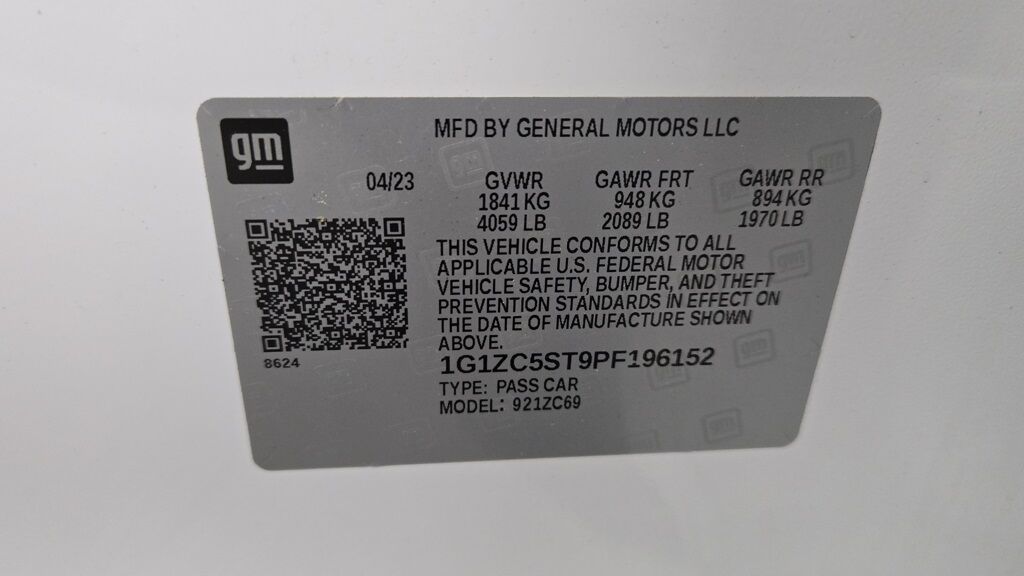 gm
MFD BY GENERAL MOTORS LLC
04/23 GVWR GAWR FRT GAWR RR
1841 KG 948 KG 894 KG
4059 LB 2089 LB 1970 LB
THIS VEHICLE CONFORMS TO ALL
APPLICABLE U.S. FEDERAL MOTOR
VEHICLE SAFETY, BUMPER, AND THEFT
PREVENTION STANDARDS IN EFFECT ON
THE DATE OF MANUFACTURE SHOWN
ABOVE.
8624
1G1ZC5ST9PF196152
TYPE: PASS CAR
MODEL: 921ZC69